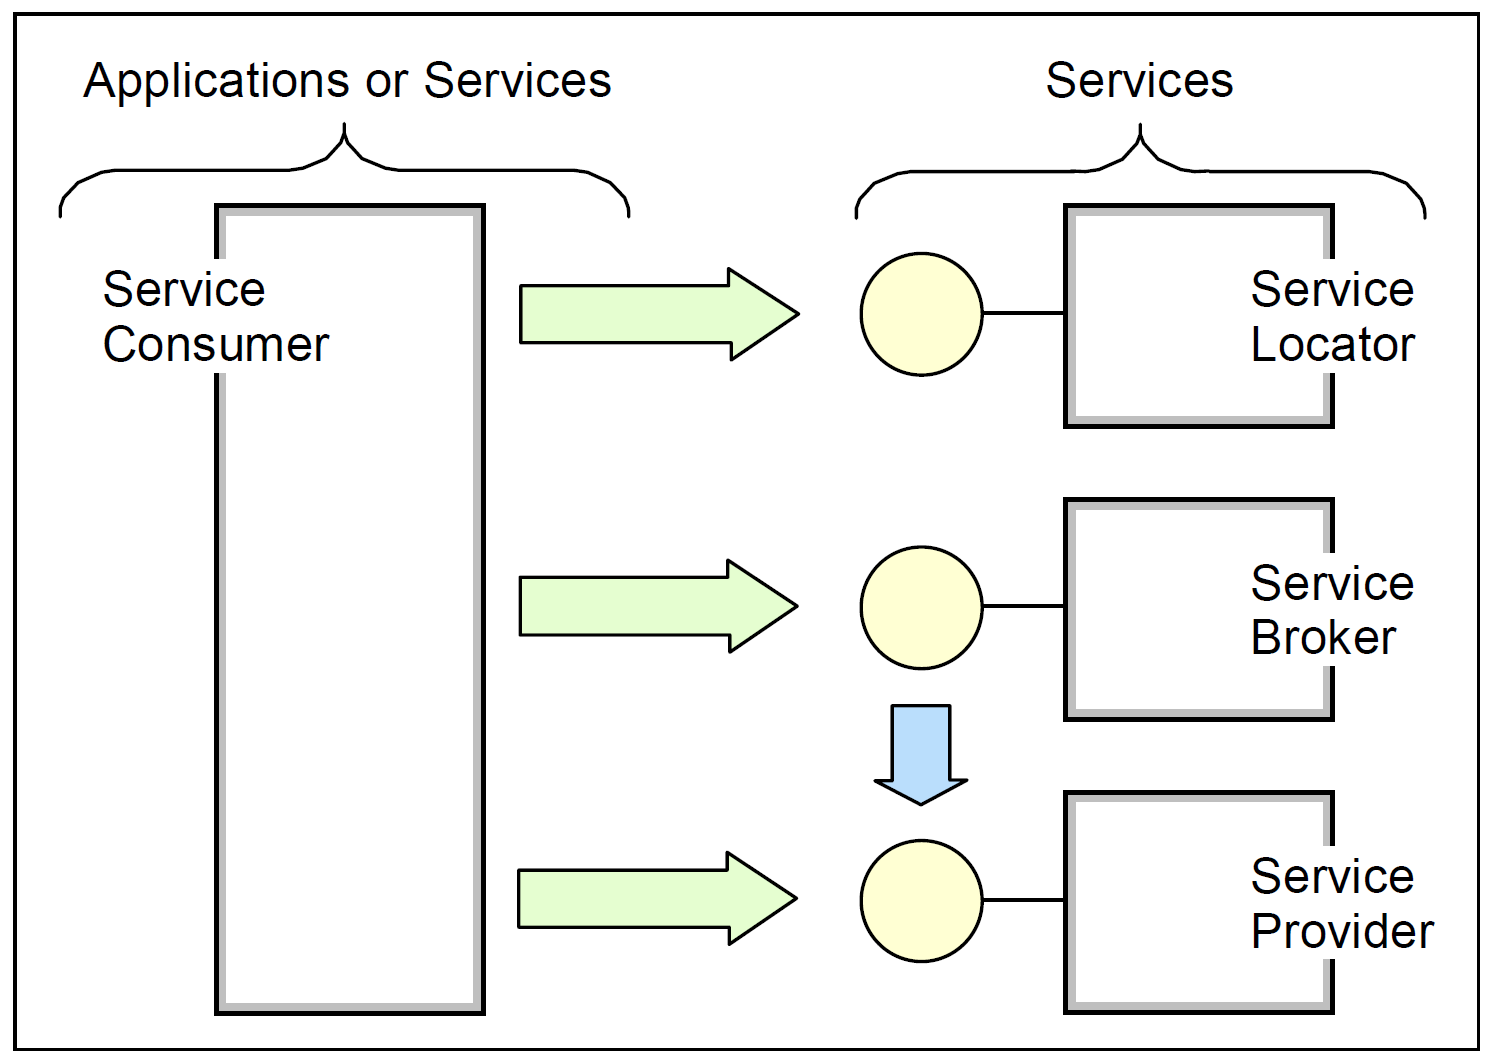 Applications or Services
Services
Service
Consumer
Service
Locator
Service
Broker
Service
Provider